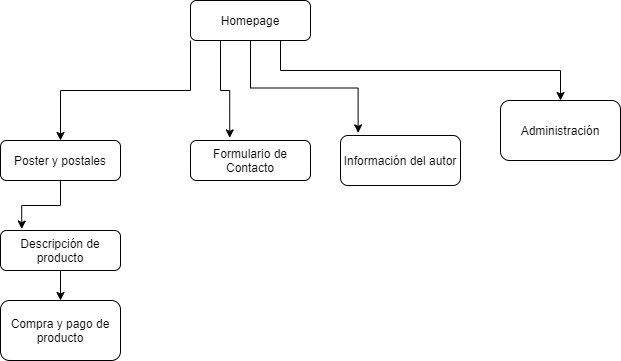 Homepage
Poster y postales
Formulario de
Contacto
Información del autor
Administración
Descripción de
producto
Compra y pago de
producto